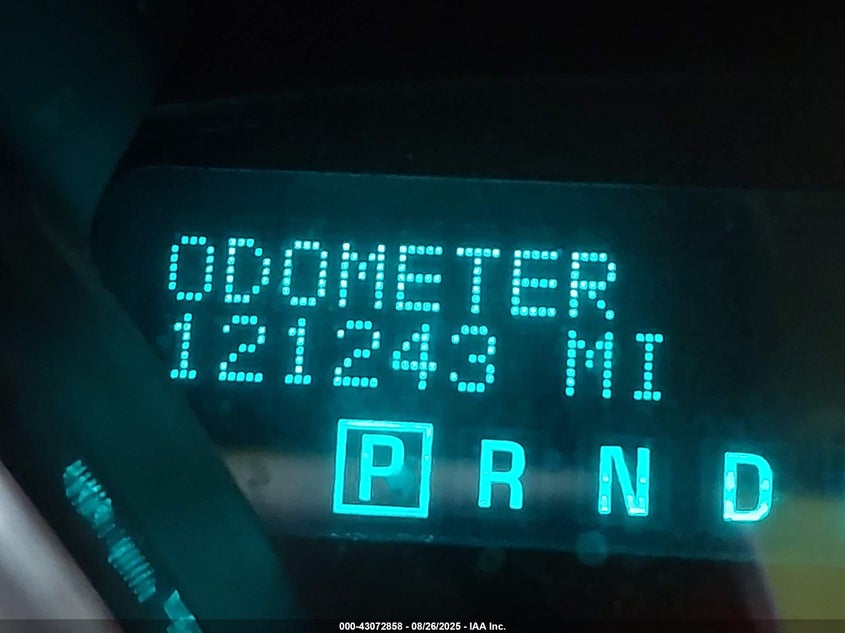 ODOMETER
121243 MI
P R N D
000-43072858 - 08/26/2025 - IAA Inc.